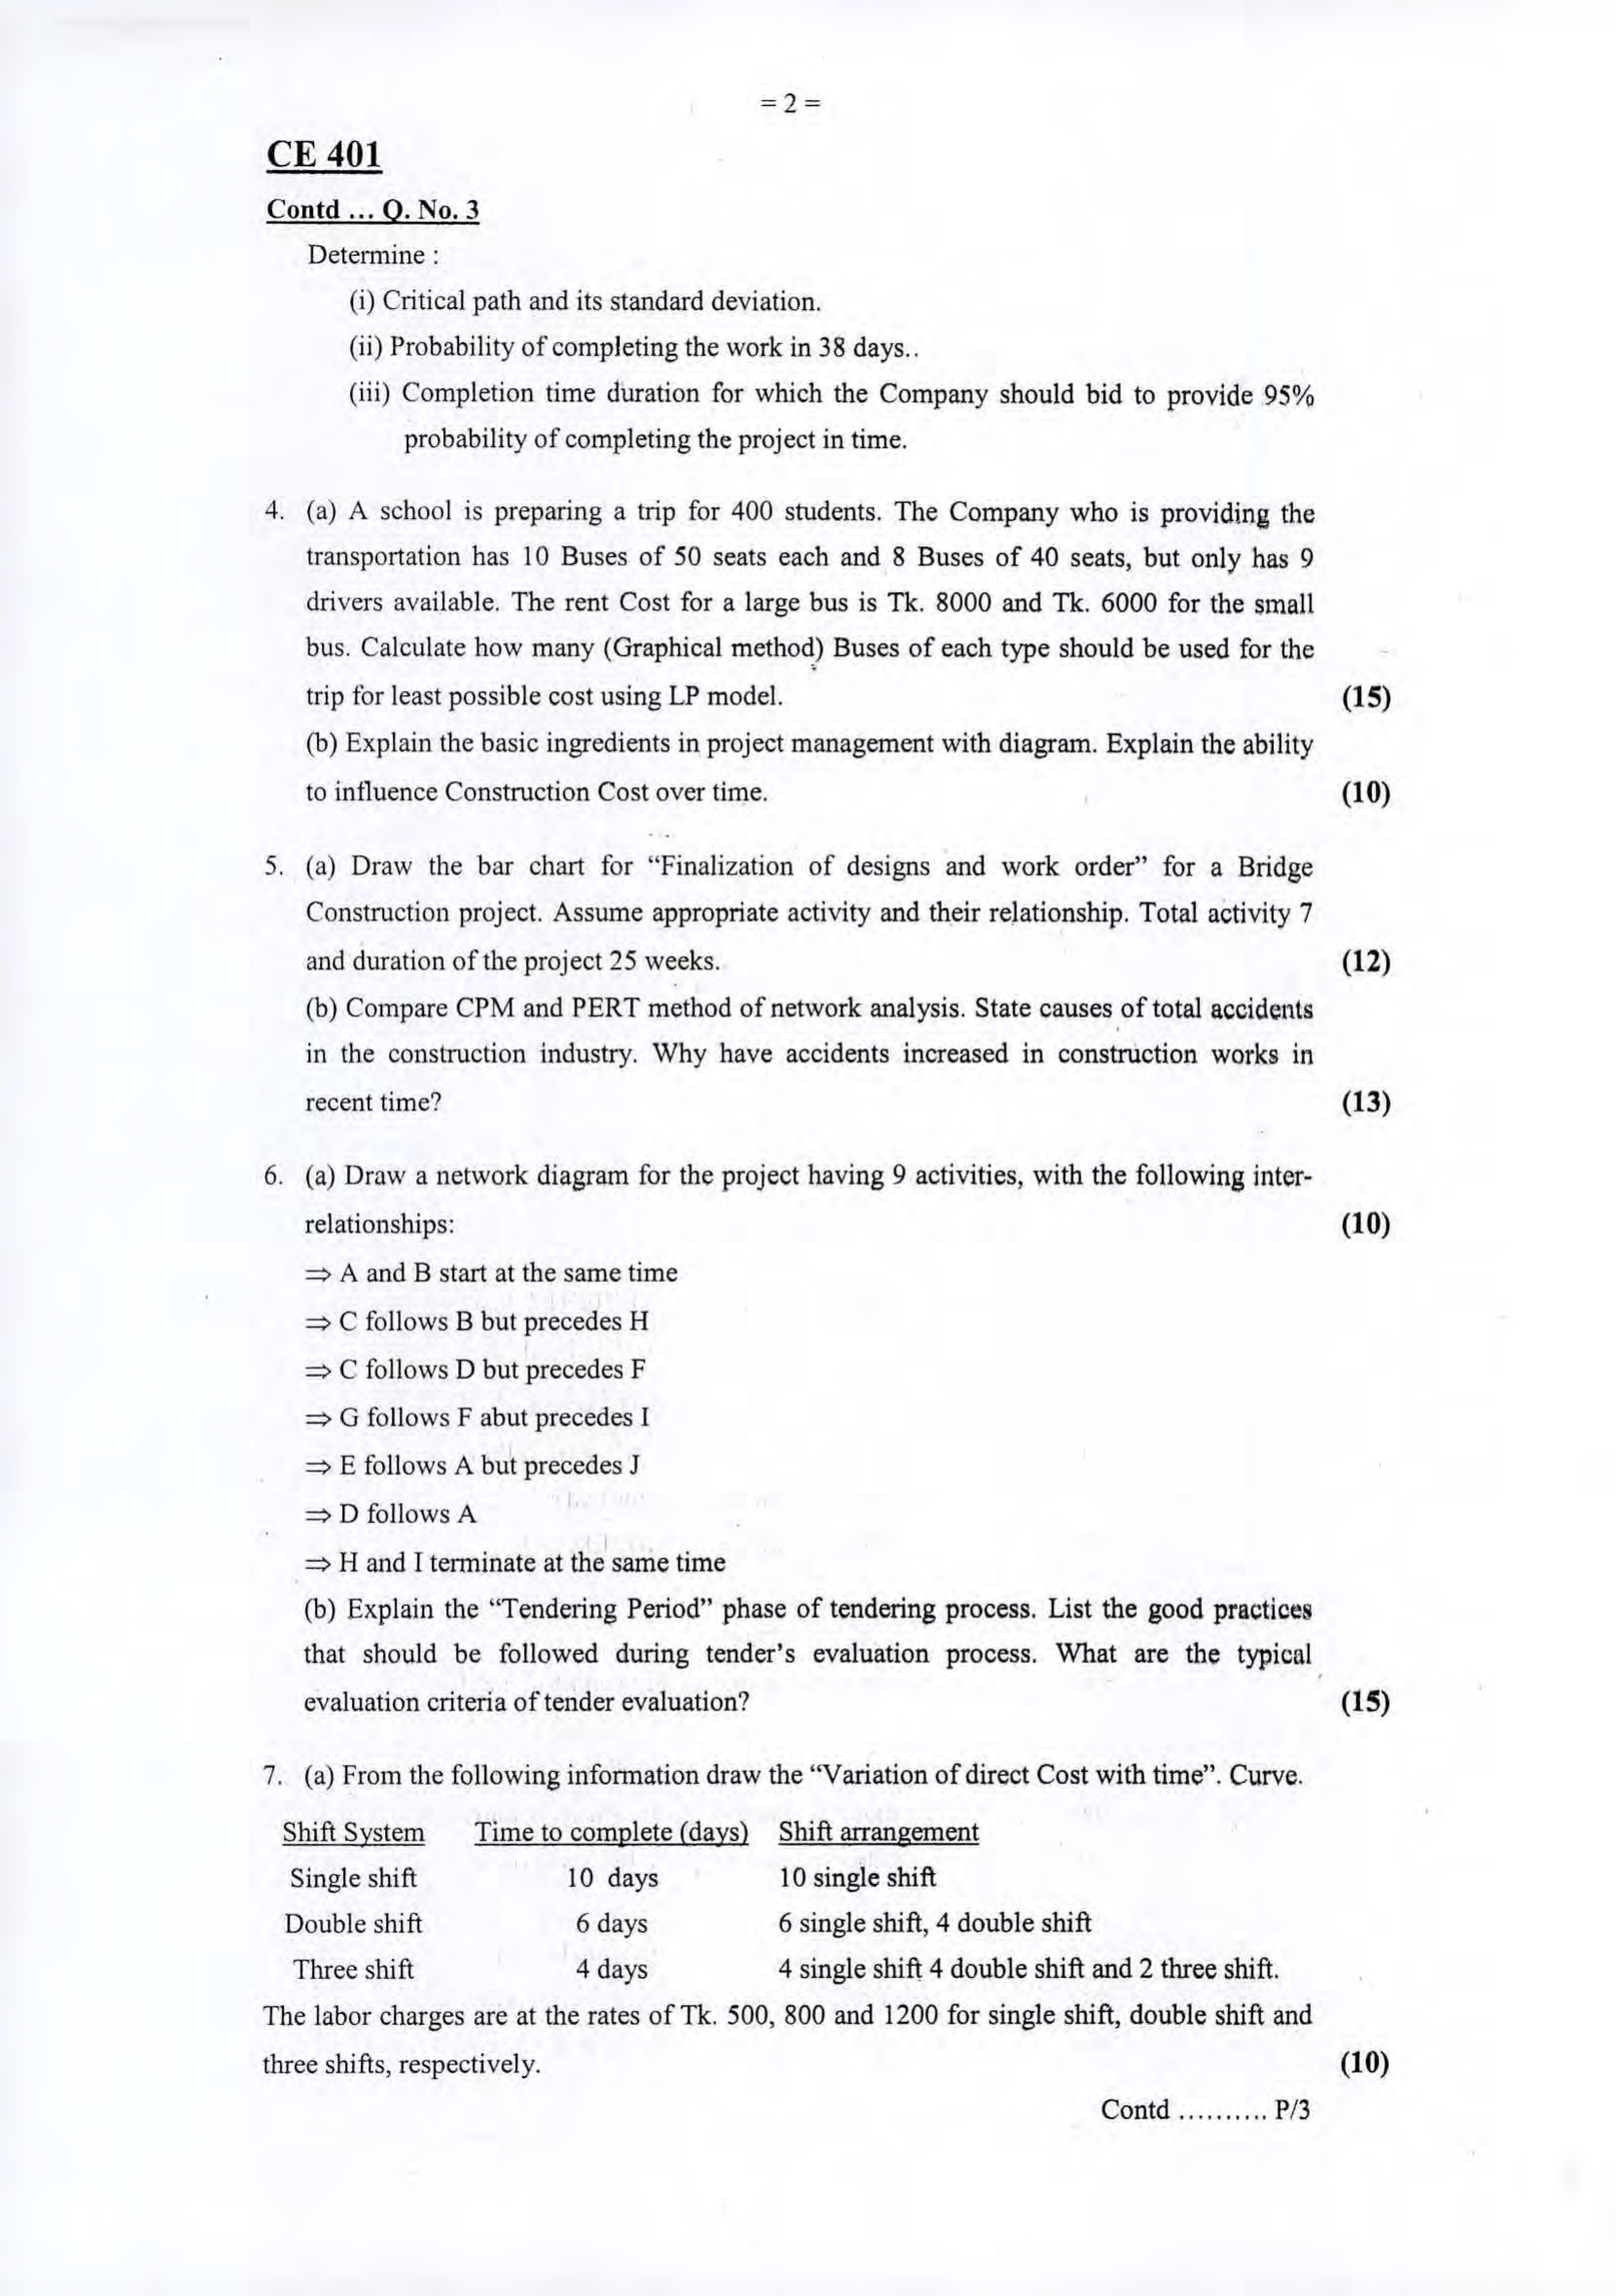 = 2 =
CE 401
Contd ... Q. No. 3
Determine :
(i) Critical path and its standard deviation.
(ii) Probability of completing the work in 38 days..
(iii) Completion time duration for which the Company should bid to provide 95%
probability of completing the project in time.
4. (a) A school is preparing a trip for 400 students. The Company who is providing the
transportation has 10 Buses of 50 seats each and 8 Buses of 40 seats, but only has 9
drivers available. The rent Cost for a large bus is Tk. 8000 and Tk. 6000 for the small
bus. Calculate how many (Graphical method) Buses of each type should be used for the
trip for least possible cost using LP model. (15)
(b) Explain the basic ingredients in project management with diagram. Explain the ability
to influence Construction Cost over time. (10)
5. (a) Draw the bar chart for “Finalization of designs and work order” for a Bridge
Construction project. Assume appropriate activity and their relationship. Total activity 7
and duration of the project 25 weeks. (12)
(b) Compare CPM and PERT method of network analysis. State causes of total accidents
in the construction industry. Why have accidents increased in construction works in
recent time? (13)
6. (a) Draw a network diagram for the project having 9 activities, with the following inter-
relationships: (10)
⇒ A and B start at the same time
⇒ C follows B but precedes H
⇒ C follows D but precedes F
⇒ G follows F abut precedes I
⇒ E follows A but precedes J
⇒ D follows A
⇒ H and I terminate at the same time
(b) Explain the “Tendering Period” phase of tendering process. List the good practices
that should be followed during tender's evaluation process. What are the typical
evaluation criteria of tender evaluation? (15)
7. (a) From the following information draw the “Variation of direct Cost with time”. Curve.
Shift System Time to complete (days) Shift arrangement
Single shift 10 days 10 single shift
Double shift 6 days 6 single shift, 4 double shift
Three shift 4 days 4 single shift 4 double shift and 2 three shift.
The labor charges are at the rates of Tk. 500, 800 and 1200 for single shift, double shift and
three shifts, respectively. (10)
Contd .......... P/3